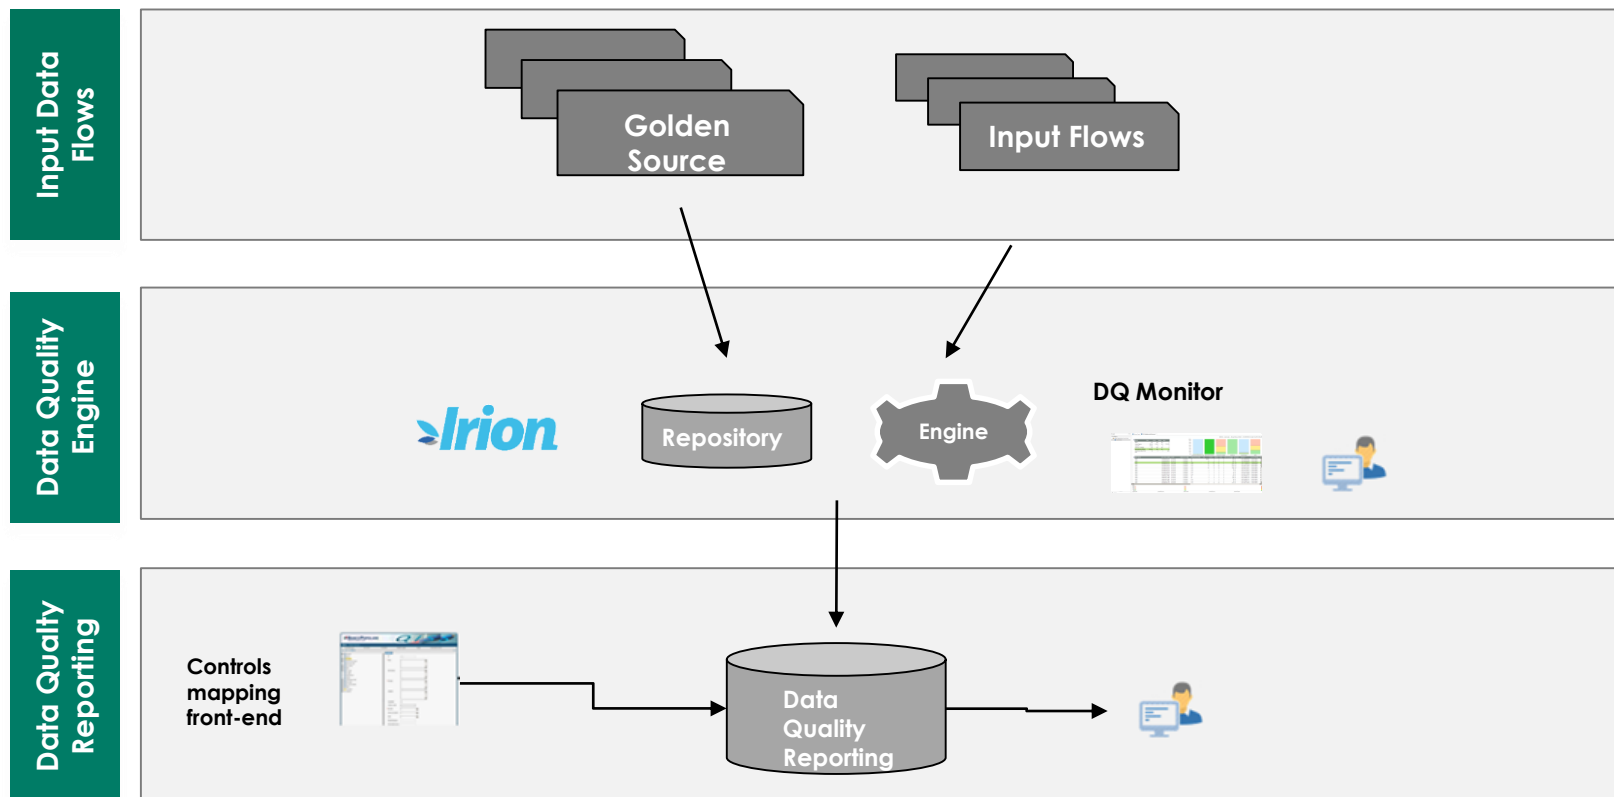 Input Data
Flows
Golden
Source
Input Flows
Data Quality
Engine
Irion
Repository
Engine
DQ Monitor
Data Qualty
Reporting
Controls
mapping
front-end
Data
Quality
Reporting